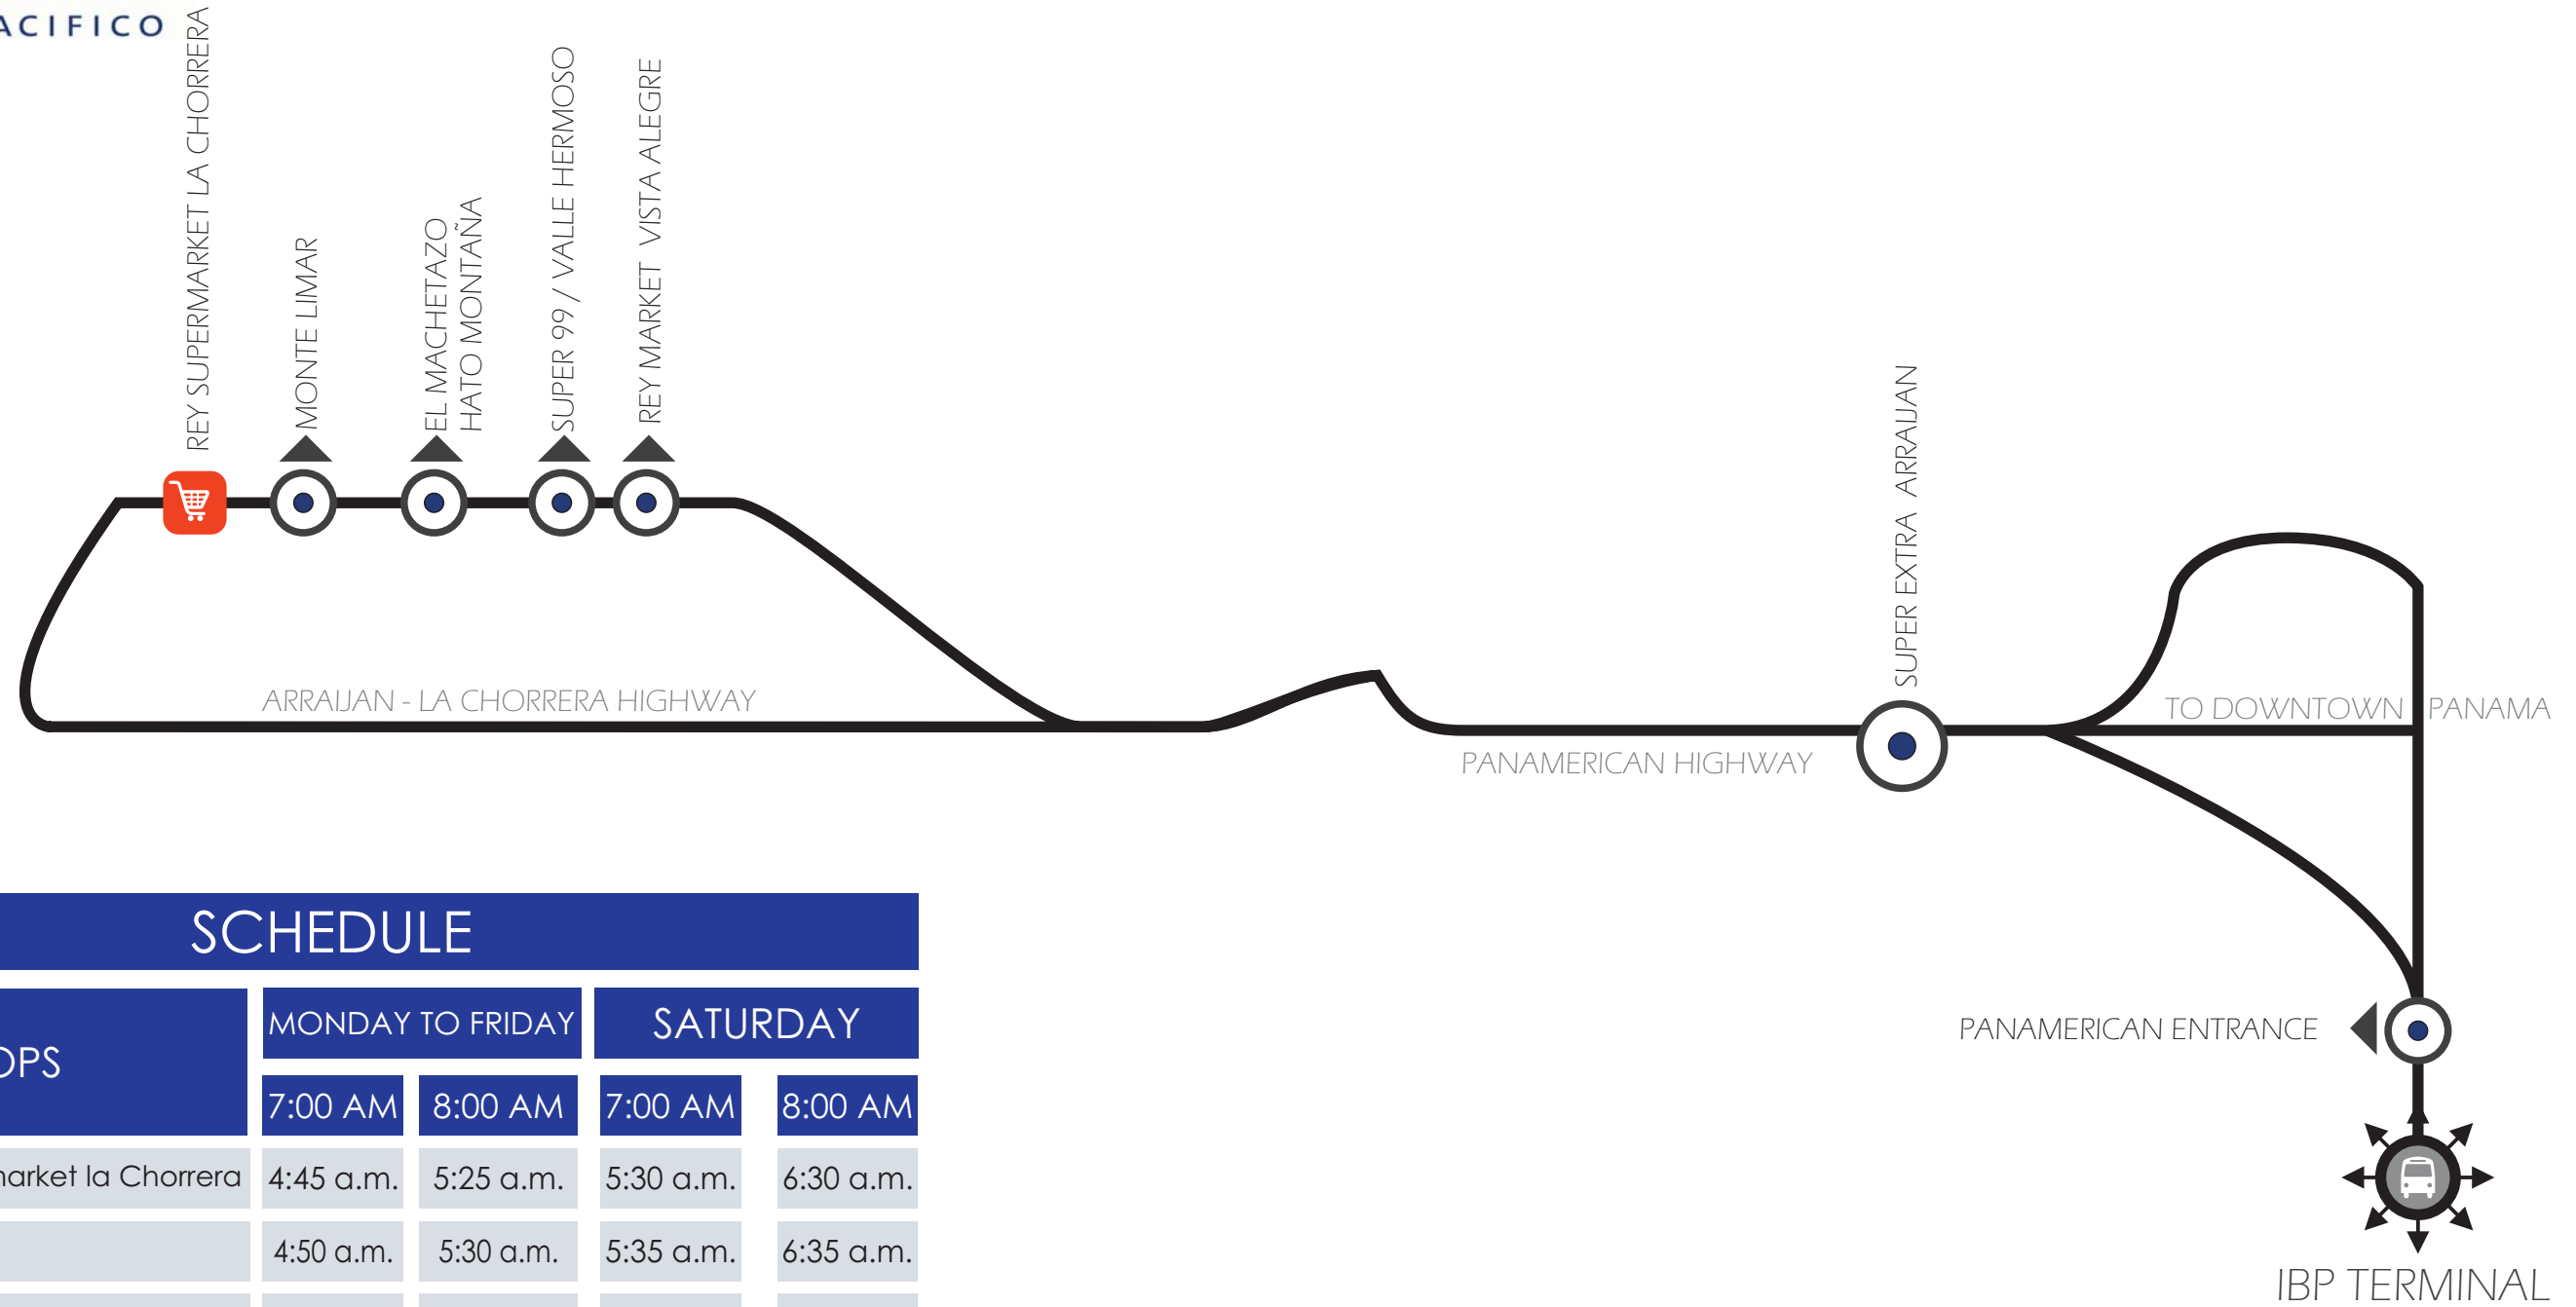 ACIFICO
REY SUPERMARKET LA CHORRERA
MONTE LIMAR
EL MACHETAZO
HATO MONTAÑA
SUPER 99 / VALLE HERMOSO
REY MARKET VISTA ALEGRE
SUPER EXTRA ARRAIJAN
ARRAIJAN - LA CHORRERA HIGHWAY
TO DOWNTOWN PANAMA
PANAMERICAN HIGHWAY
PANAMERICAN ENTRANCE
IBP TERMINAL
SCHEDULE
OPS MONDAY TO FRIDAY SATURDAY
7:00 AM 8:00 AM 7:00 AM 8:00 AM
market la Chorrera 4:45 a.m. 5:25 a.m. 5:30 a.m. 6:30 a.m.
4:50 a.m. 5:30 a.m. 5:35 a.m. 6:35 a.m.